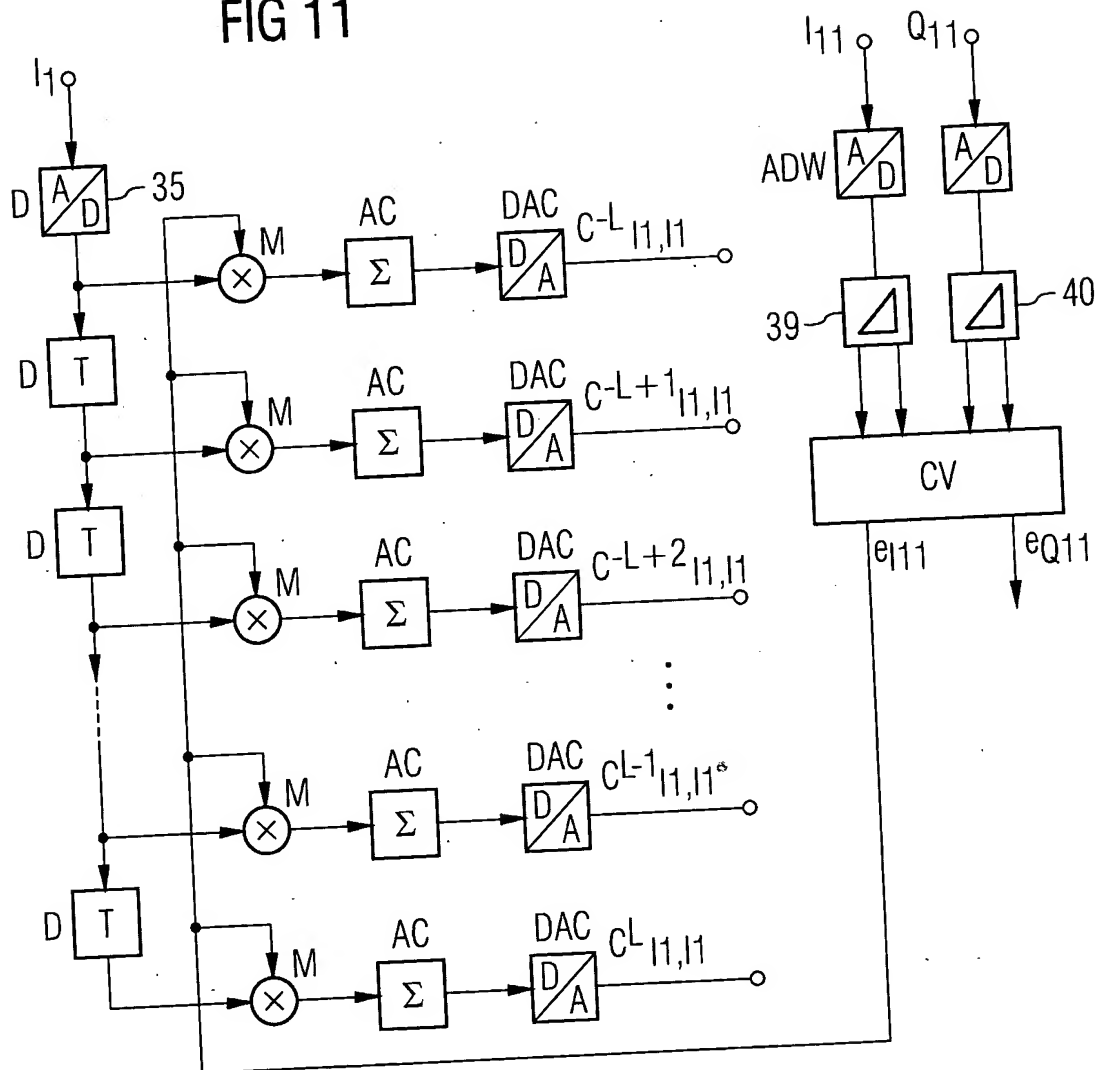 FIG 11
I1
I11
Q11
D A/D 35
ADW A/D A/D
M AC DAC C-L I1,I1
Σ D/A
39 40
D T
M AC DAC C-L+1 I1,I1
Σ D/A
CV
D T
eI11 eQ11
M AC DAC C-L+2 I1,I1
Σ D/A
M AC DAC CL-1 I1,I1
Σ D/A
D T
M AC DAC CL I1,I1
Σ D/A